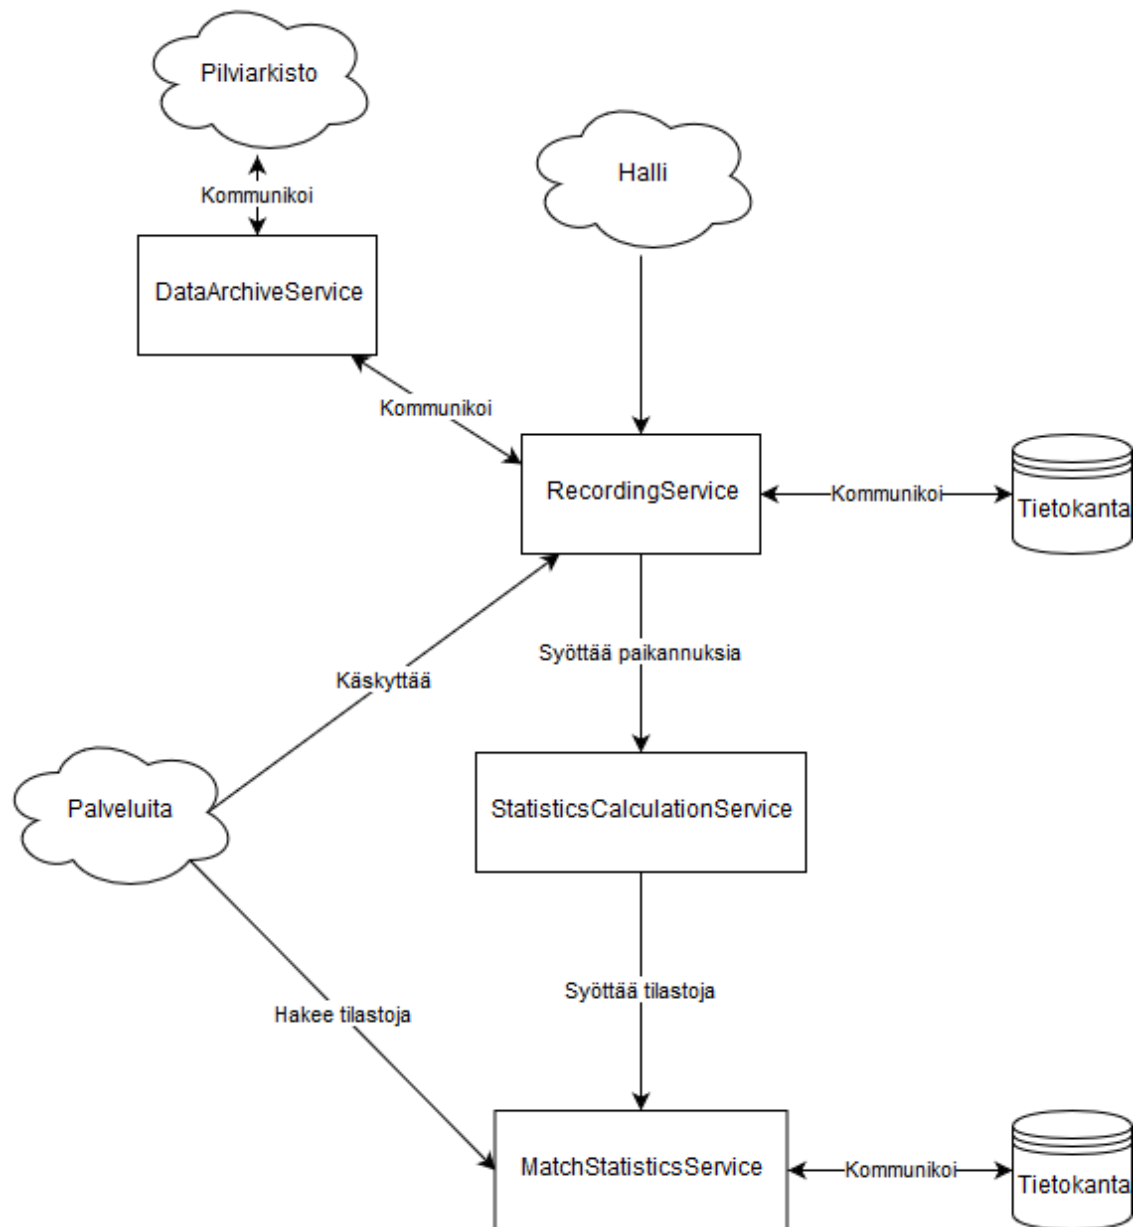 Pilviarkisto
Halli
Kommunikoi
DataArchiveService
Kommunikoi
RecordingService
Kommunikoi
Tietokanta
Syöttää paikannuksia
Käskyttää
Palveluita
StatisticsCalculationService
Syöttää tilastoja
Hakee tilastoja
MatchStatisticsService
Kommunikoi
Tietokanta